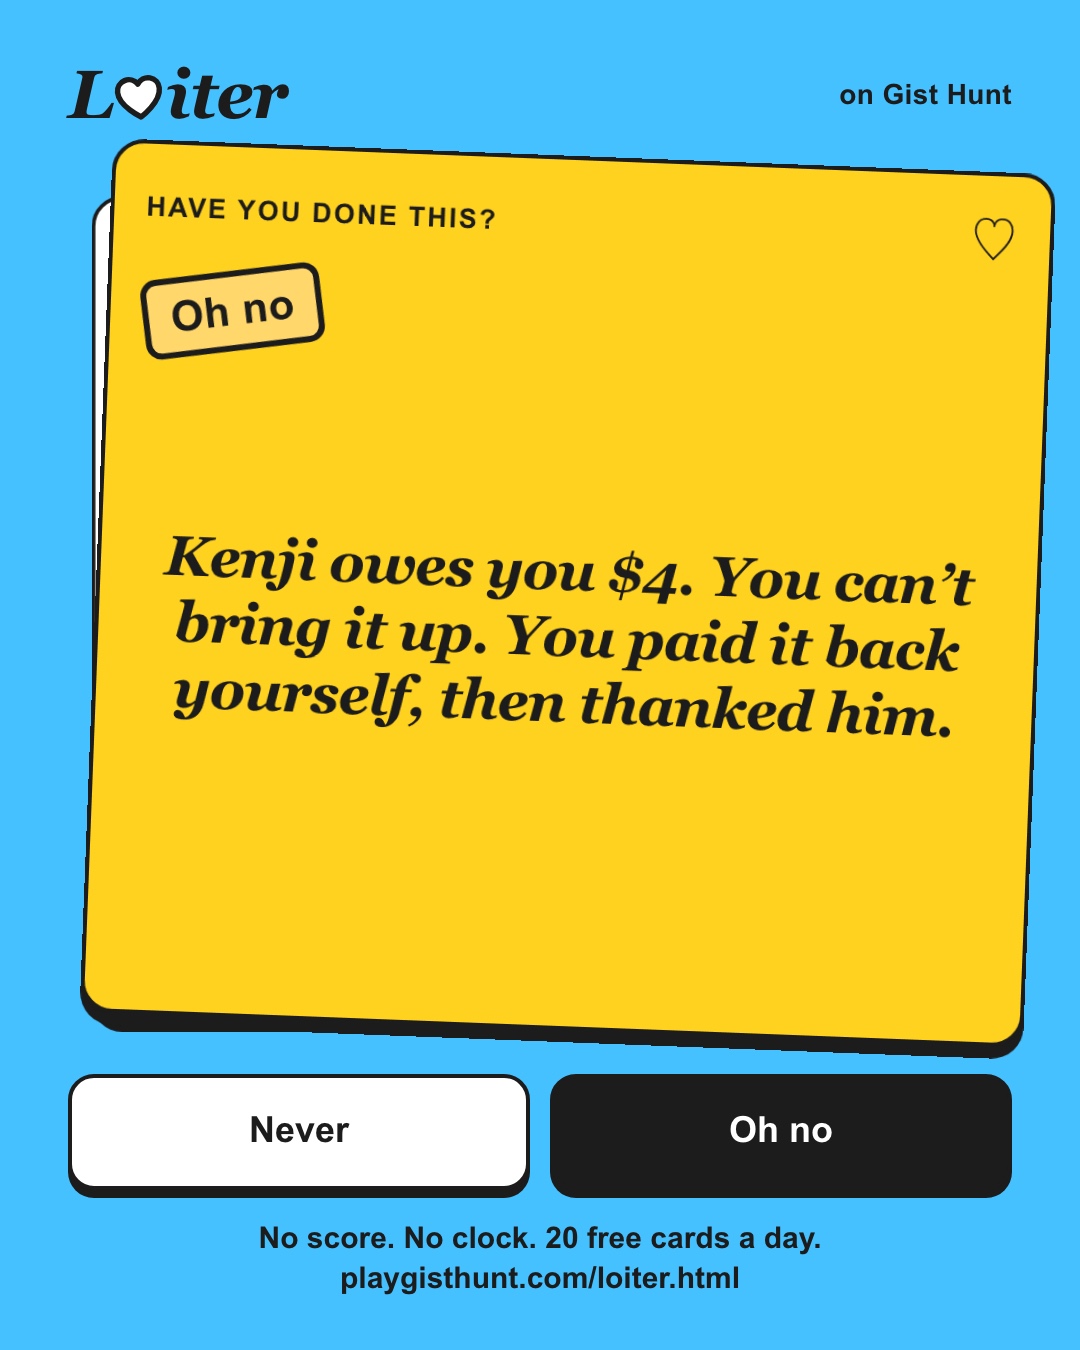 Loiter
on Gist Hunt
HAVE YOU DONE THIS?
Oh no
Kenji owes you $4. You can’t
bring it up. You paid it back
yourself, then thanked him.
Never
Oh no
No score. No clock. 20 free cards a day.
playgisthunt.com/loiter.html